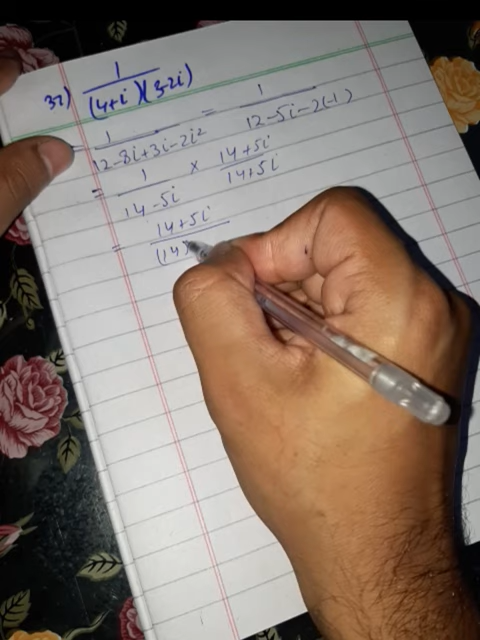 32) 1/((4+i)(3-2i))
= 1/(12-8i+3i-2i²) = 1/(12-5i-2(-1))
= 1/(14-5i) × (14+5i)/(14+5i)
= (14+5i)/((14)